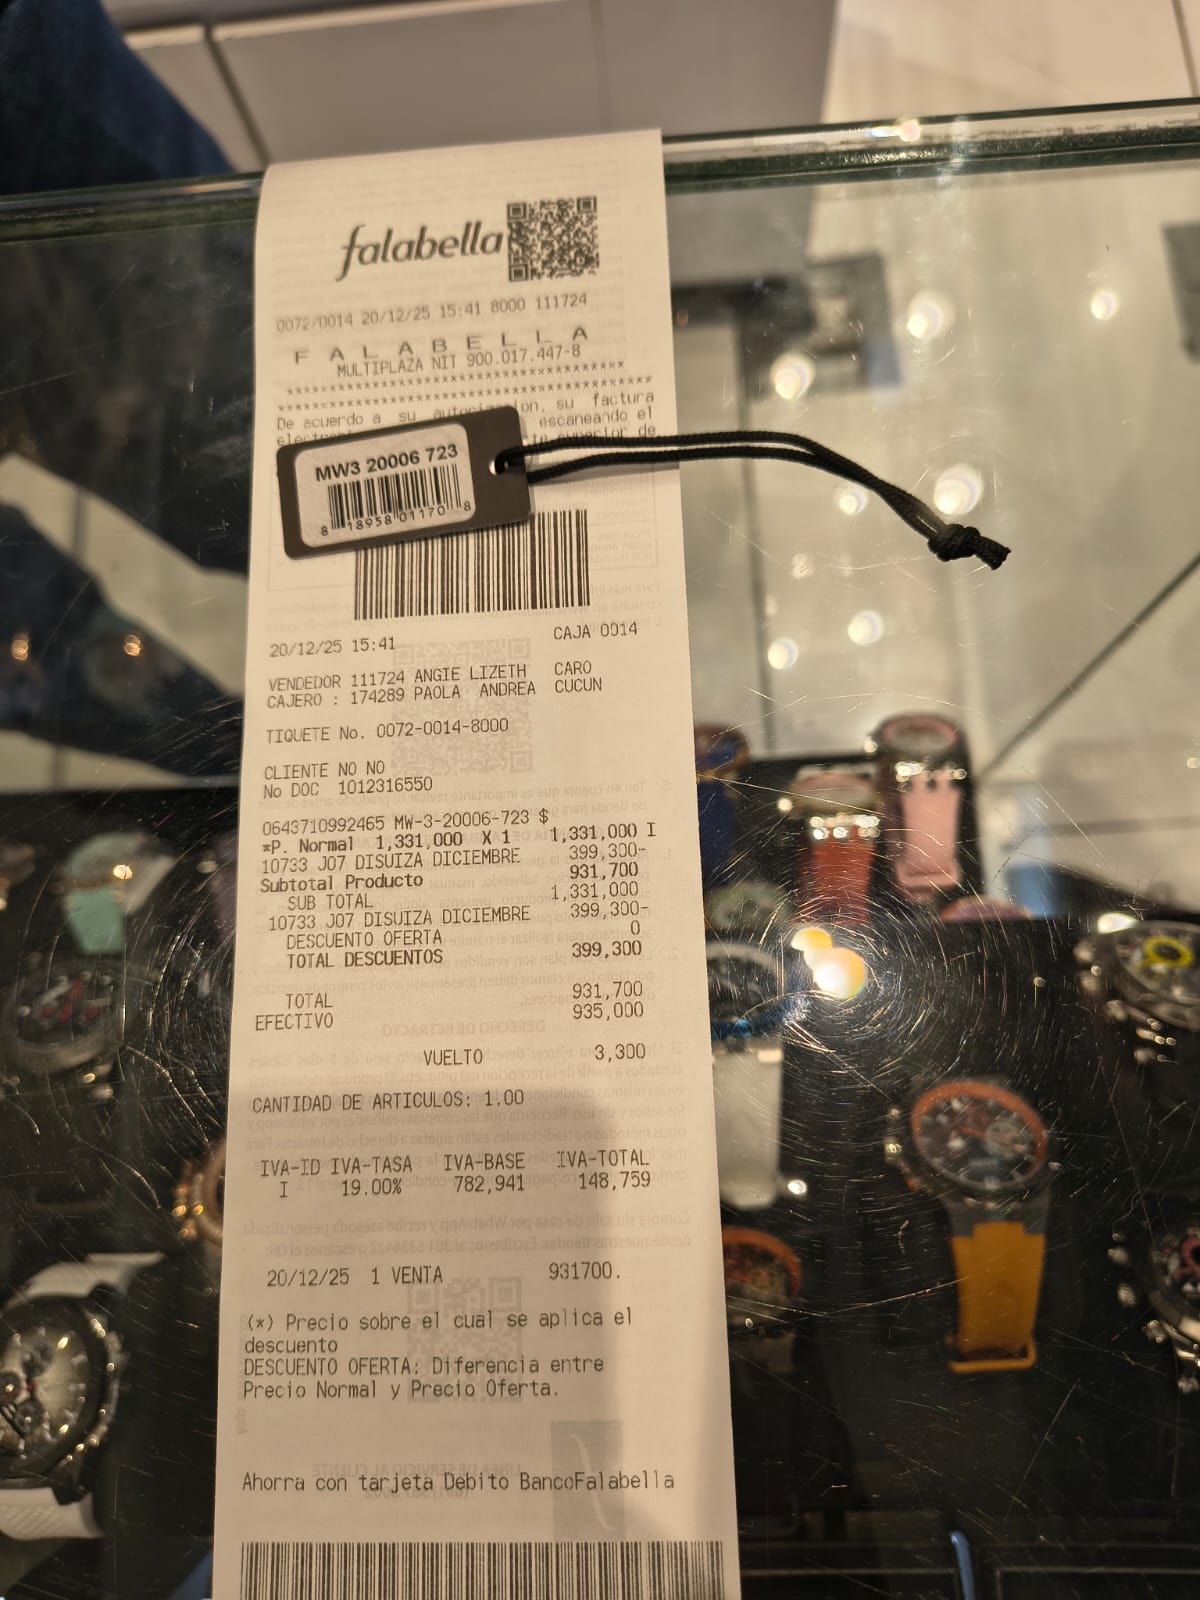 falabella
0072/0014 20/12/25 15:41 8000 111724
F A L A B E L L A
MULTIPLAZA NIT 900.017.447-8
******************************************
******************************************
De acuerdo a su factura
escaneando el
superior de
MW3 20006 723
8 18958 01170 8
20/12/25 15:41 CAJA 0014
VENDEDOR 111724 ANGIE LIZETH CARO
CAJERO : 174289 PAOLA ANDREA CUCUN
TIQUETE No. 0072-0014-8000
CLIENTE NO NO
No DOC 1012316550
0643710992465 MW-3-20006-723 $
*P. Normal 1,331,000 X 1 1,331,000 I
10733 J07 DISUIZA DICIEMBRE 399,300-
Subtotal Producto 931,700
SUB TOTAL 1,331,000
10733 J07 DISUIZA DICIEMBRE 399,300-
DESCUENTO OFERTA 0
TOTAL DESCUENTOS 399,300
TOTAL 931,700
EFECTIVO 935,000
VUELTO 3,300
CANTIDAD DE ARTICULOS: 1.00
IVA-ID IVA-TASA IVA-BASE IVA-TOTAL
I 19.00% 782,941 148,759
20/12/25 1 VENTA 931700.
(*) Precio sobre el cual se aplica el
descuento
DESCUENTO OFERTA: Diferencia entre
Precio Normal y Precio Oferta.
Ahorra con tarjeta Debito BancoFalabella